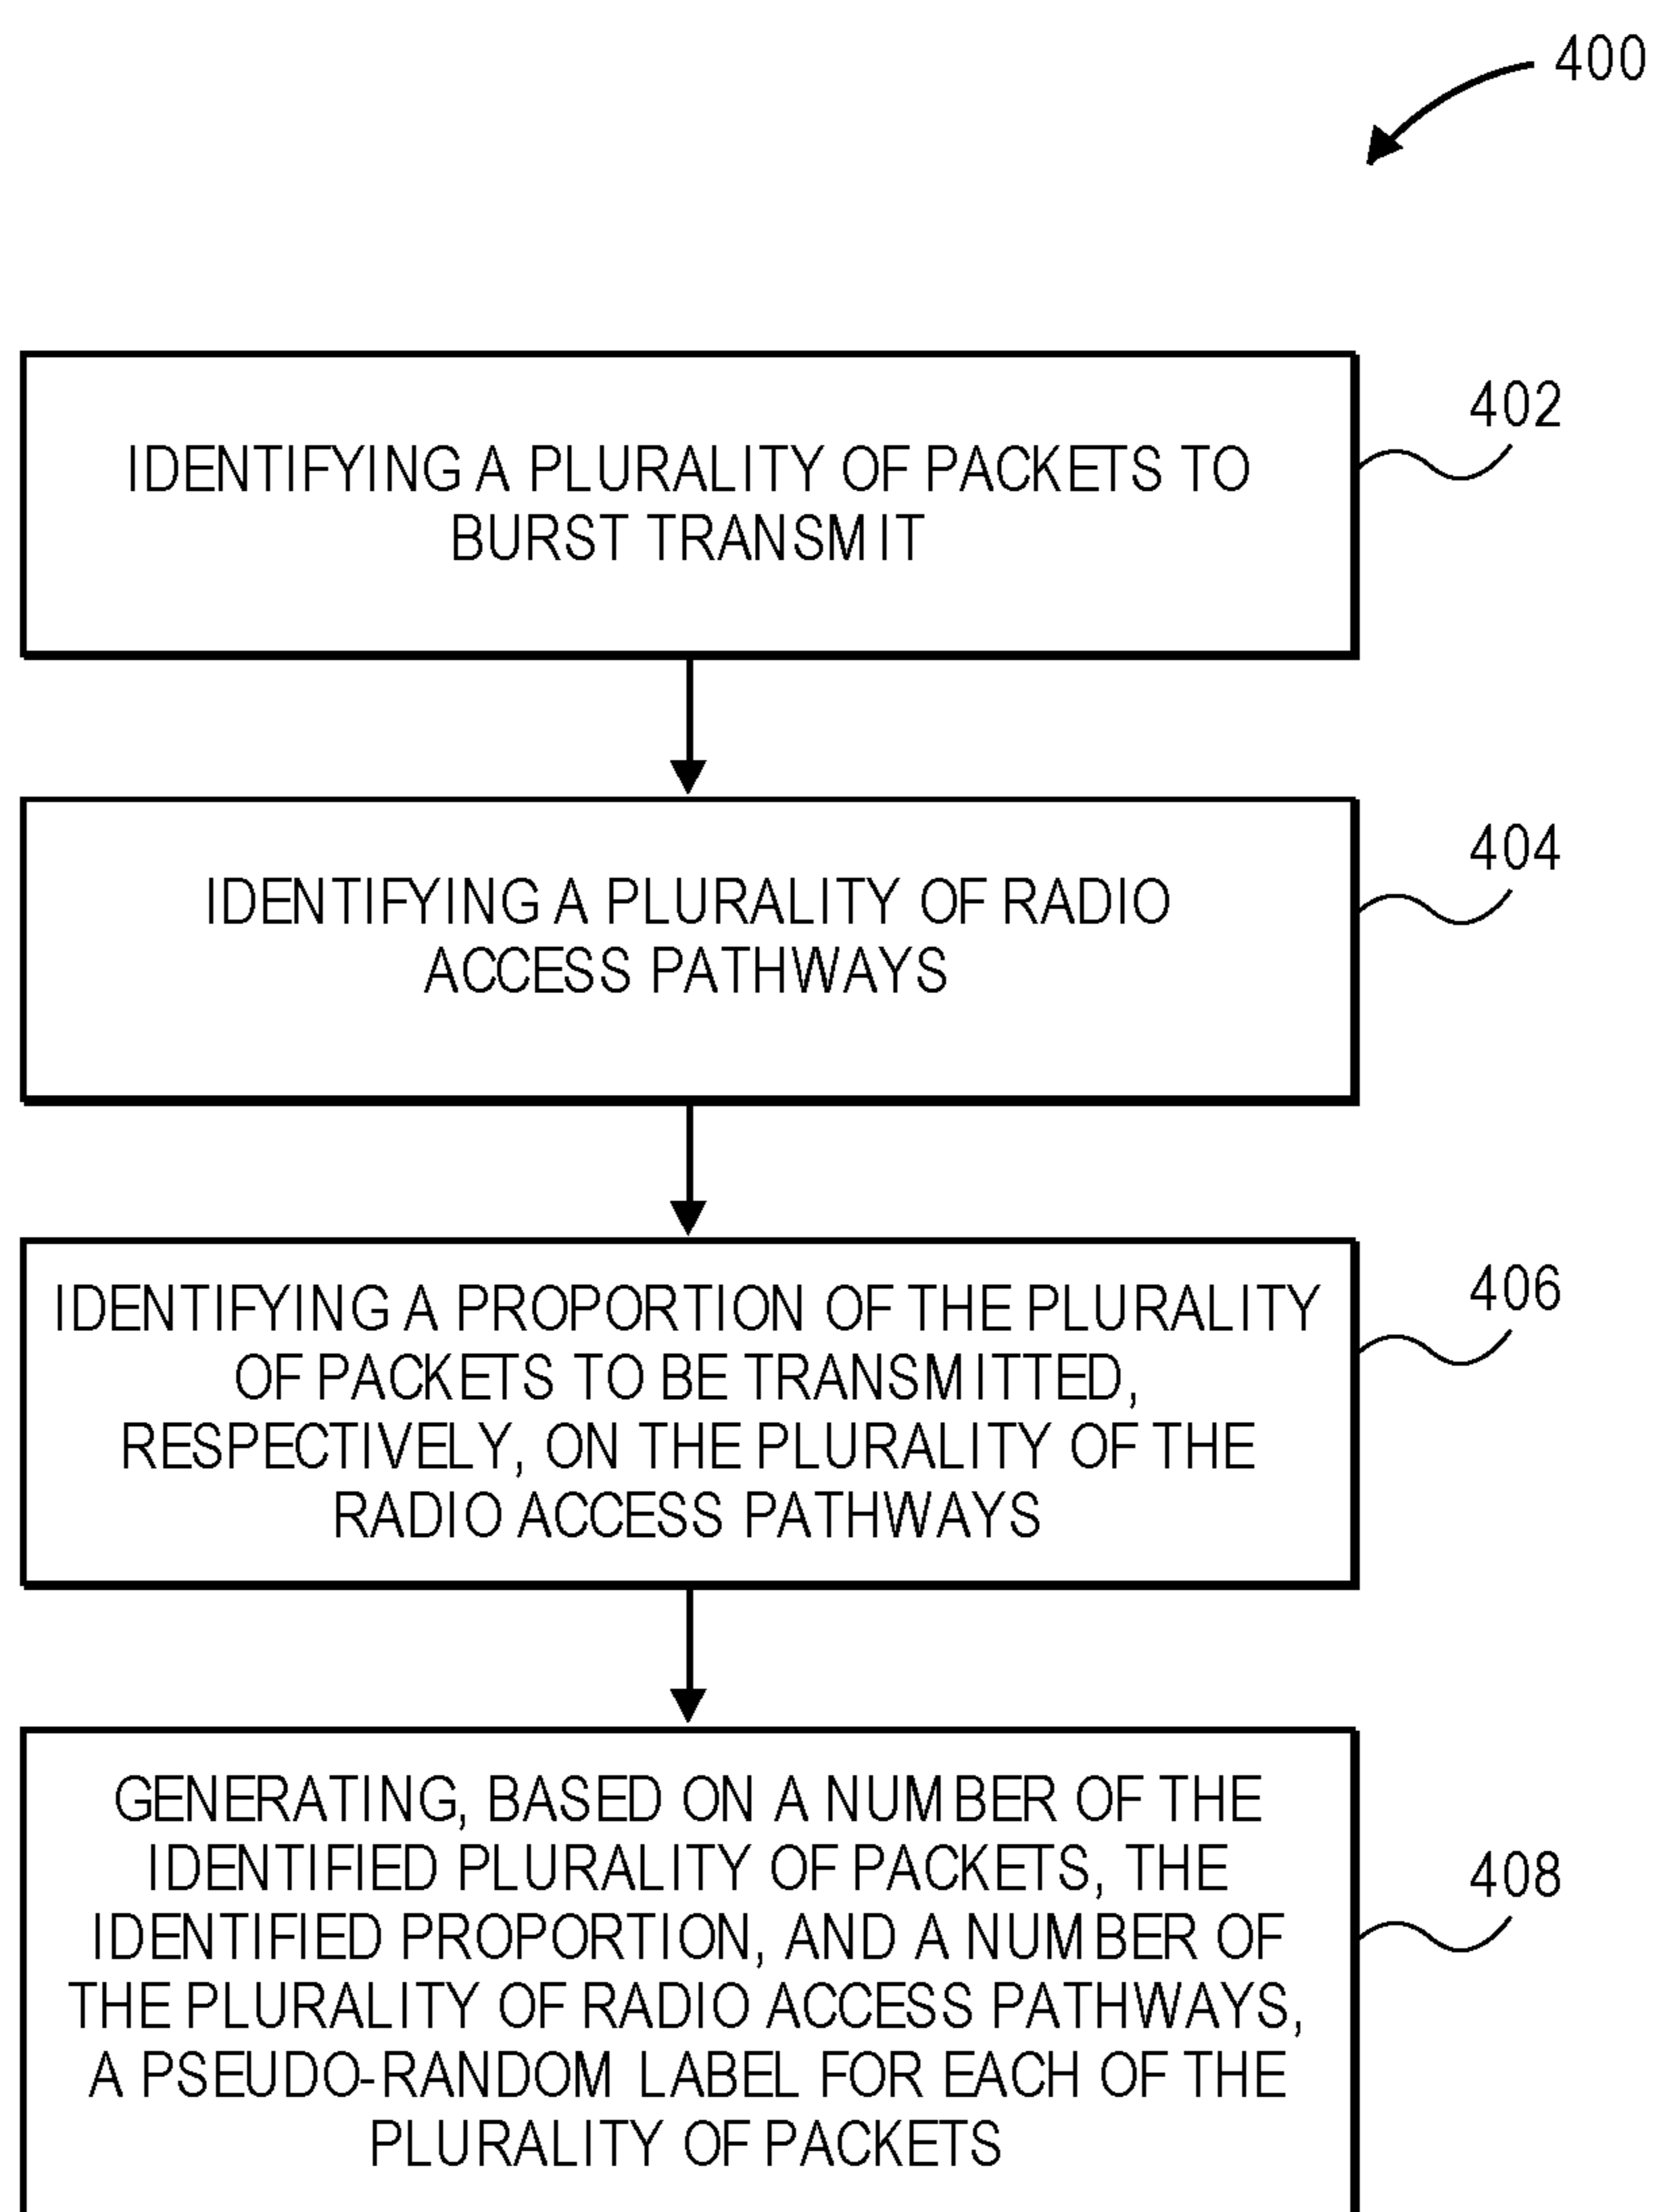 400
402
IDENTIFYING A PLURALITY OF PACKETS TO
BURST TRANSMIT
404
IDENTIFYING A PLURALITY OF RADIO
ACCESS PATHWAYS
406
IDENTIFYING A PROPORTION OF THE PLURALITY
OF PACKETS TO BE TRANSMITTED,
RESPECTIVELY, ON THE PLURALITY OF THE
RADIO ACCESS PATHWAYS
408
GENERATING, BASED ON A NUMBER OF THE
IDENTIFIED PLURALITY OF PACKETS, THE
IDENTIFIED PROPORTION, AND A NUMBER OF
THE PLURALITY OF RADIO ACCESS PATHWAYS,
A PSEUDO-RANDOM LABEL FOR EACH OF THE
PLURALITY OF PACKETS